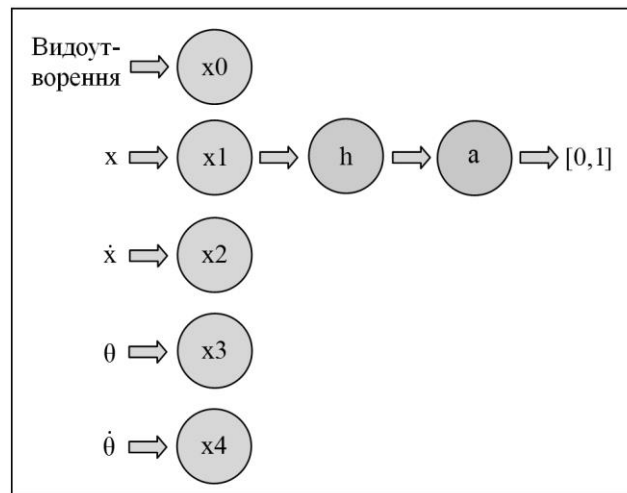 Видоут-
ворення x0
x x1 h a [0,1]
ẋ x2
θ x3
θ̇ x4